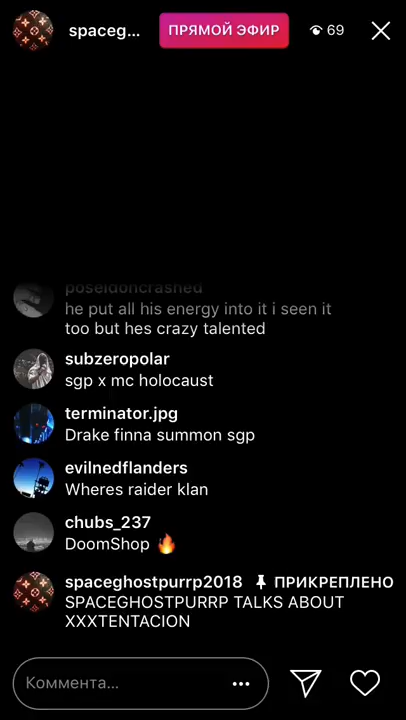 spaceg...
ПРЯМОЙ ЭФИР
69
poseidoncrashed
he put all his energy into it i seen it
too but hes crazy talented
subzeropolar
sgp x mc holocaust
terminator.jpg
Drake finna summon sgp
evilnedflanders
Wheres raider klan
chubs_237
DoomShop 🔥
spaceghostpurrp2018 ПРИКРЕПЛЕНО
SPACEGHOSTPURRP TALKS ABOUT
XXXTENTACION
Коммента...